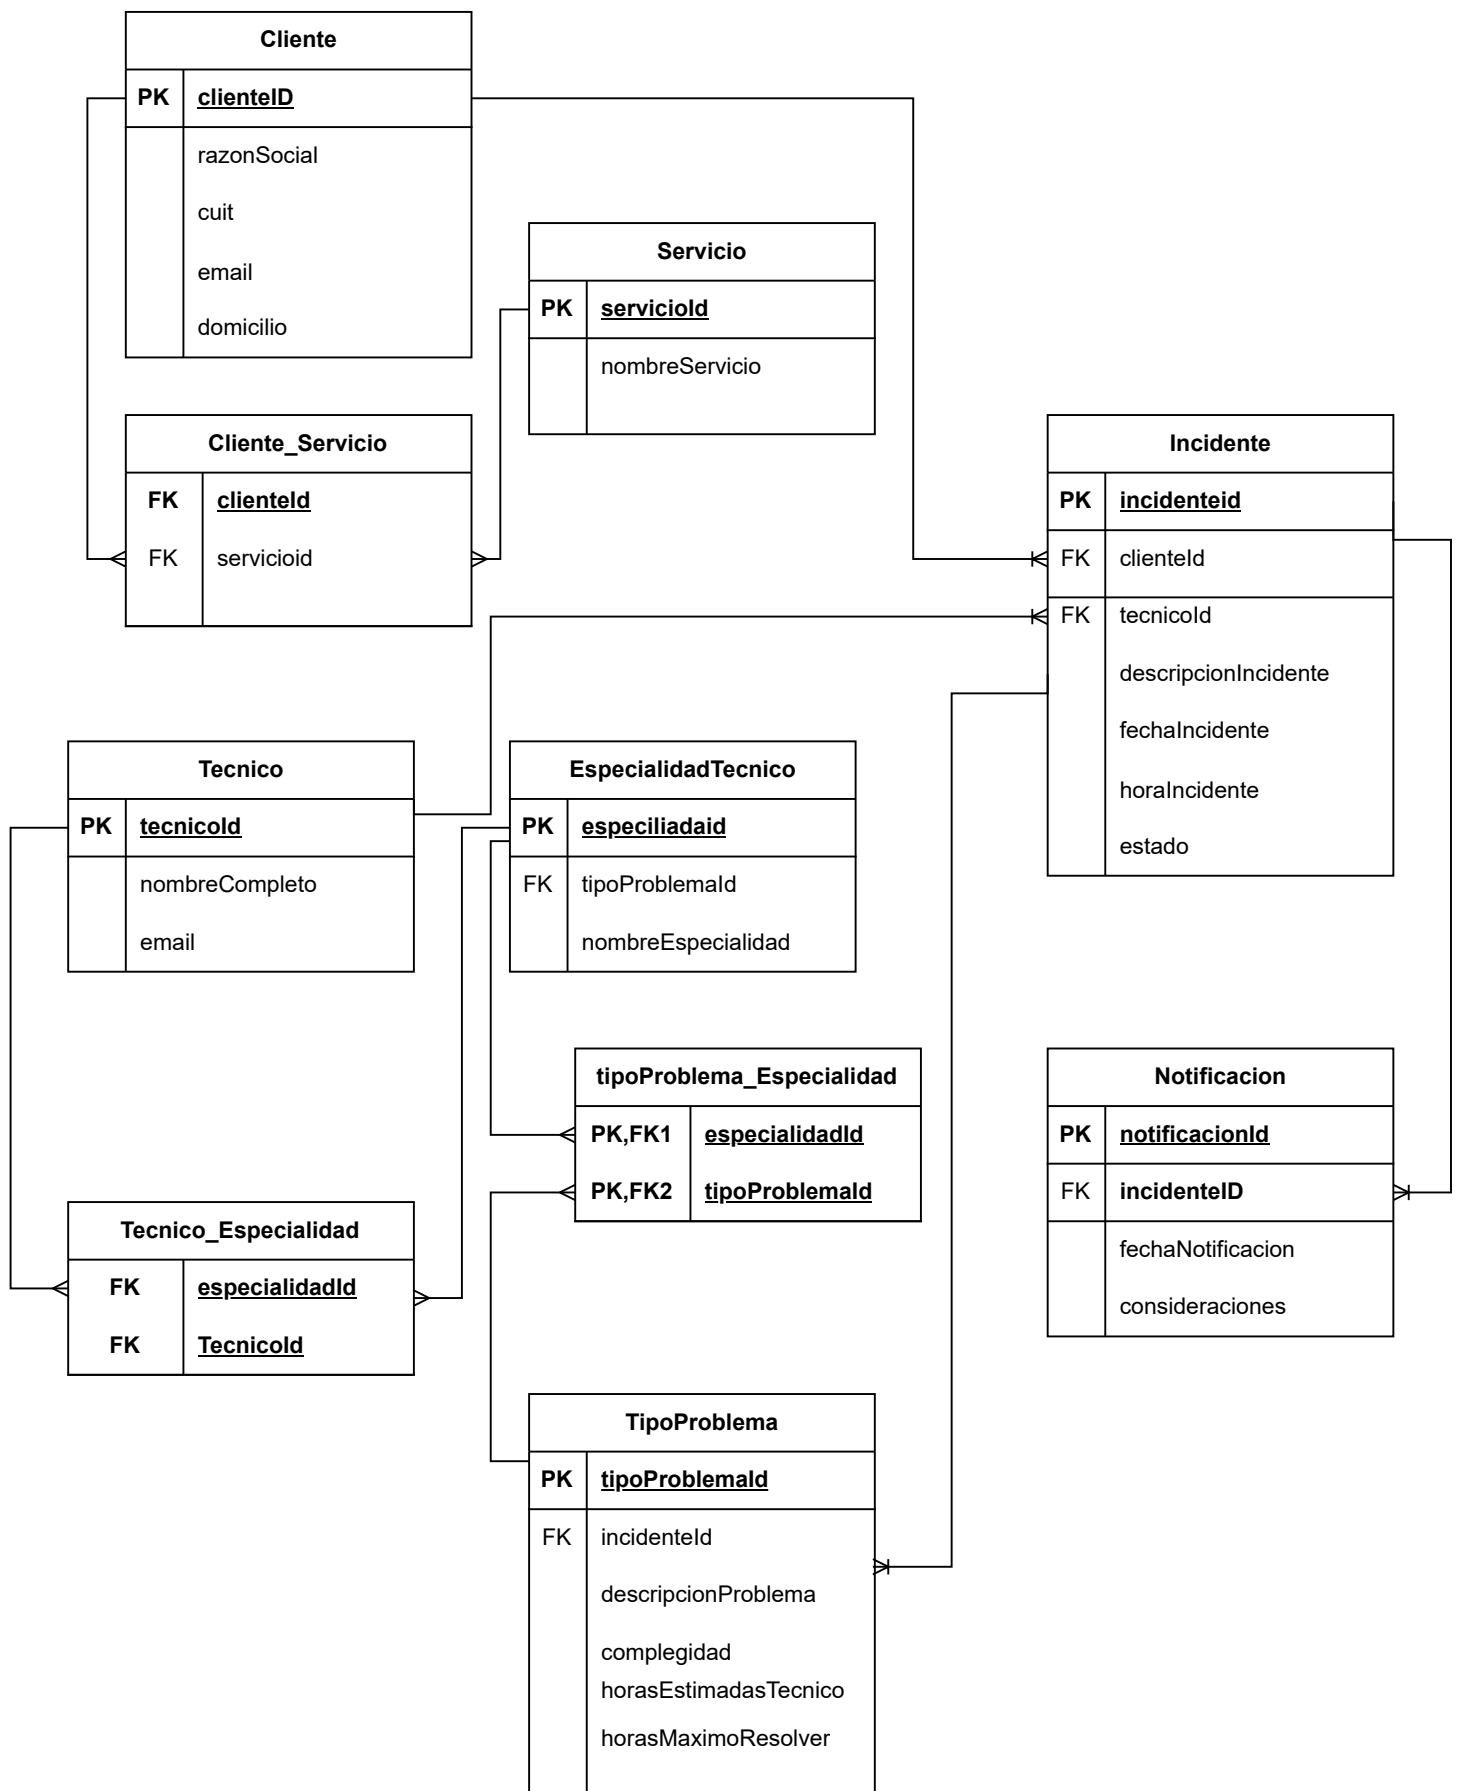 Cliente
PK clienteID
razonSocial
cuit
email
domicilio
Servicio
PK servicioId
nombreServicio
Cliente_Servicio
FK clienteId
FK servicioid
Incidente
PK incidenteid
FK clienteId
FK tecnicoId
descripcionIncidente
fechaIncidente
horaIncidente
estado
Tecnico
PK tecnicoId
nombreCompleto
email
EspecialidadTecnico
PK especiliadaid
FK tipoProblemaId
nombreEspecialidad
tipoProblema_Especialidad
PK,FK1 especialidadId
PK,FK2 tipoProblemaId
Notificacion
PK notificacionId
FK incidenteID
fechaNotificacion
consideraciones
Tecnico_Especialidad
FK especialidadId
FK TecnicoId
TipoProblema
PK tipoProblemaId
FK incidenteId
descripcionProblema
complegidad
horasEstimadasTecnico
horasMaximoResolver